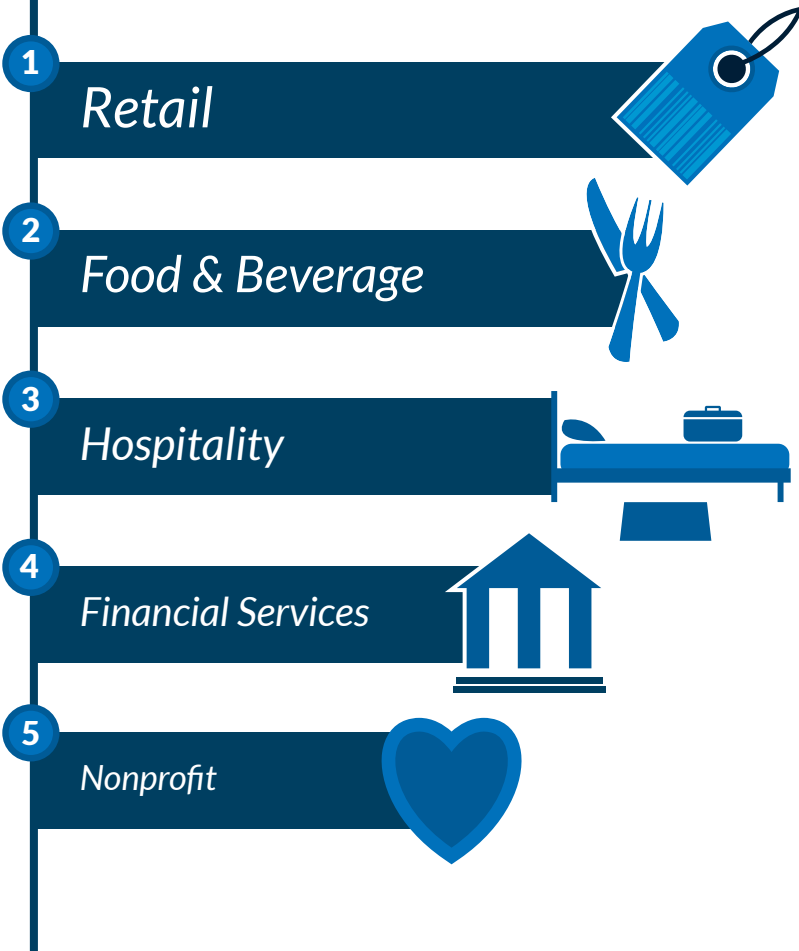 1
Retail
2
Food & Beverage
3
Hospitality
4
Financial Services
5
Nonprofit